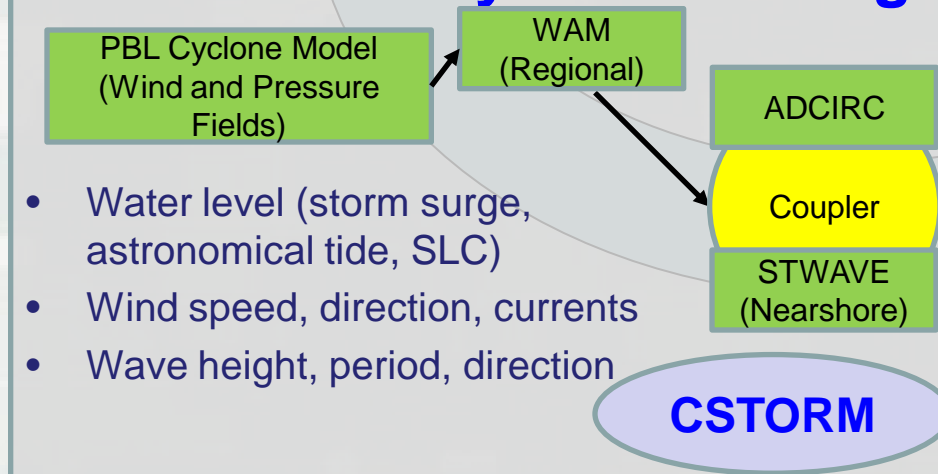 PBL Cyclone Model
(Wind and Pressure
Fields)
WAM
(Regional)
ADCIRC
Coupler
STWAVE
(Nearshore)
• Water level (storm surge,
astronomical tide, SLC)
• Wind speed, direction, currents
• Wave height, period, direction
CSTORM